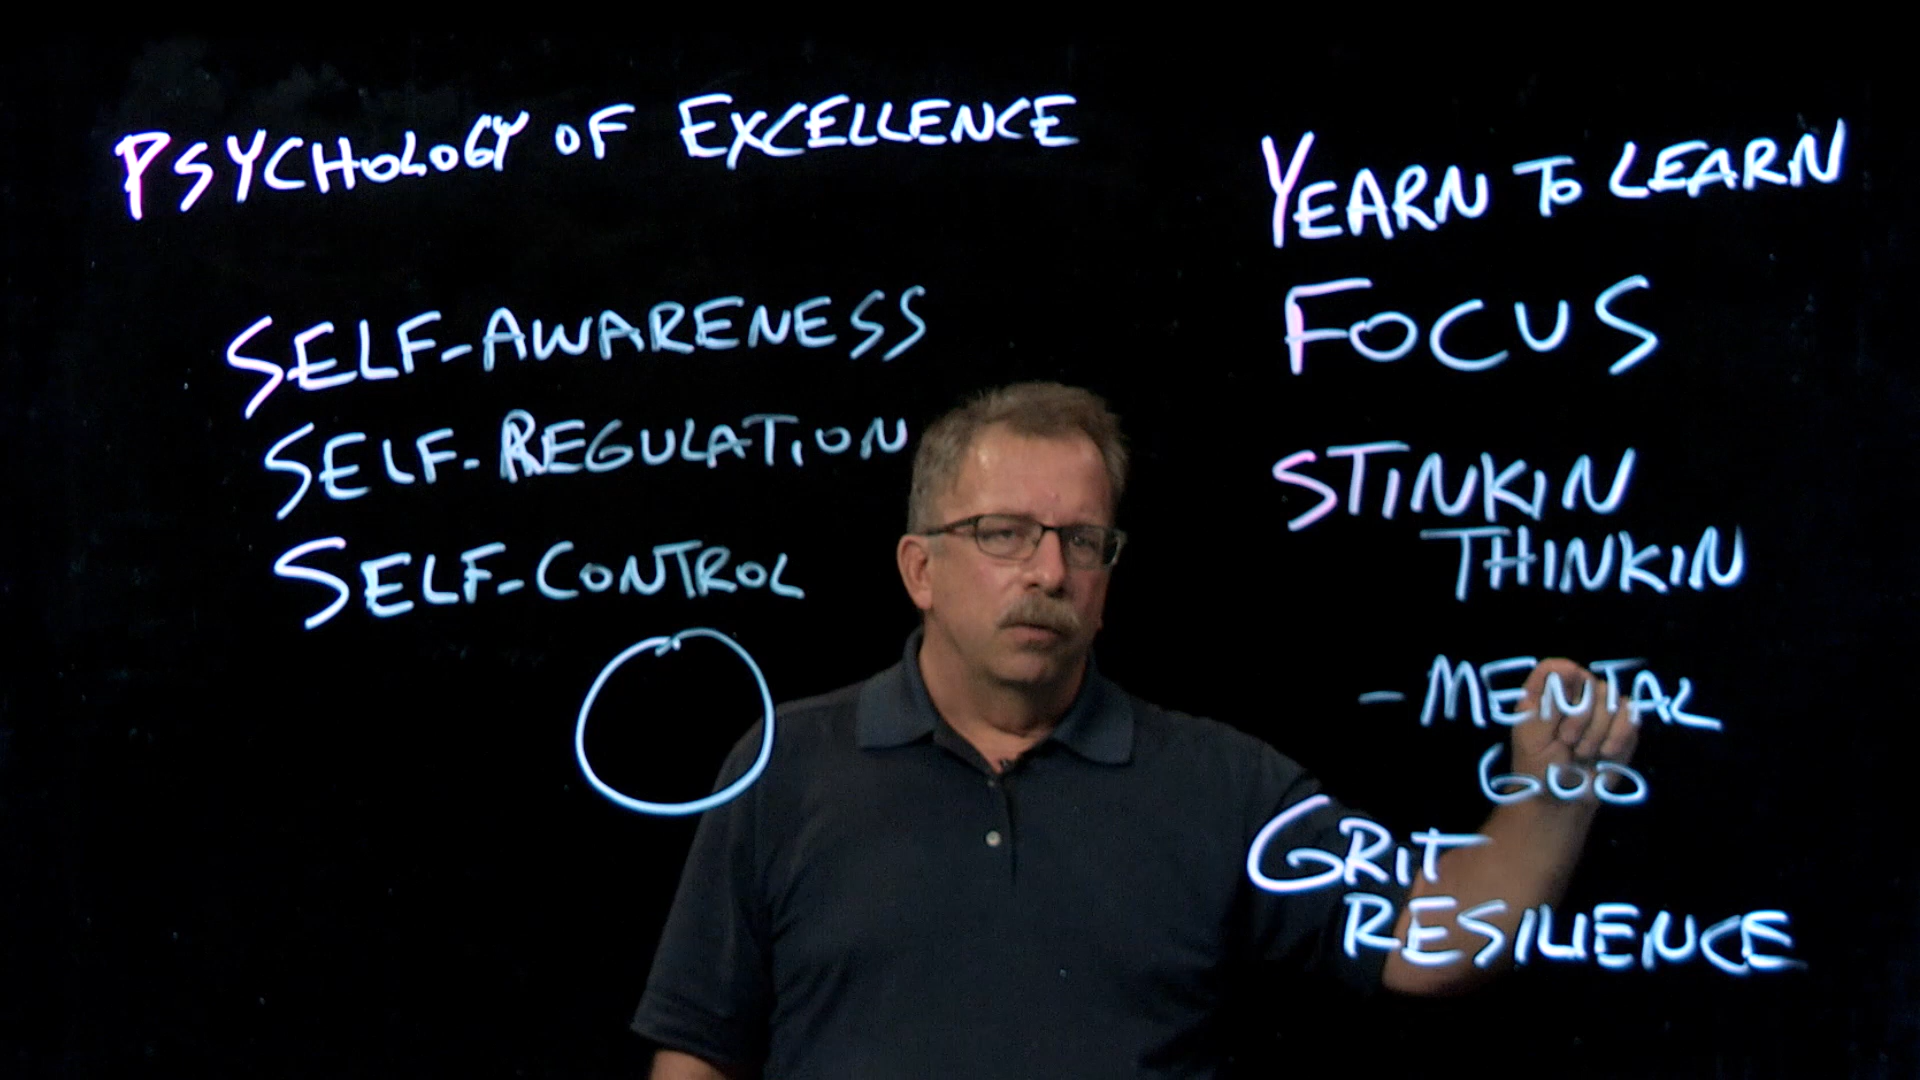 PSYCHOLOGY OF EXCELLENCE
SELF-AWARENESS
SELF-REGULATION
SELF-CONTROL
YEARN TO LEARN
FOCUS
STINKIN
THINKIN
- MENTAL
GOO
GRIT
RESILIENCE